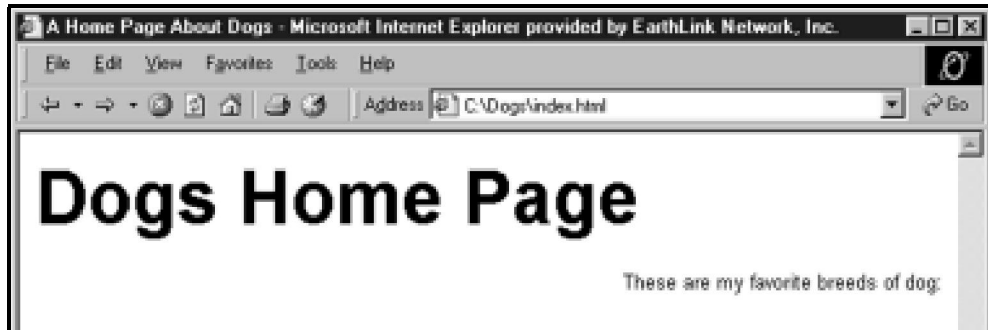 A Home Page About Dogs - Microsoft Internet Explorer provided by EarthLink Network, Inc.
File Edit View Favorites Tools Help
Address C:\Dogs\index.html Go
Dogs Home Page
These are my favorite breeds of dog: